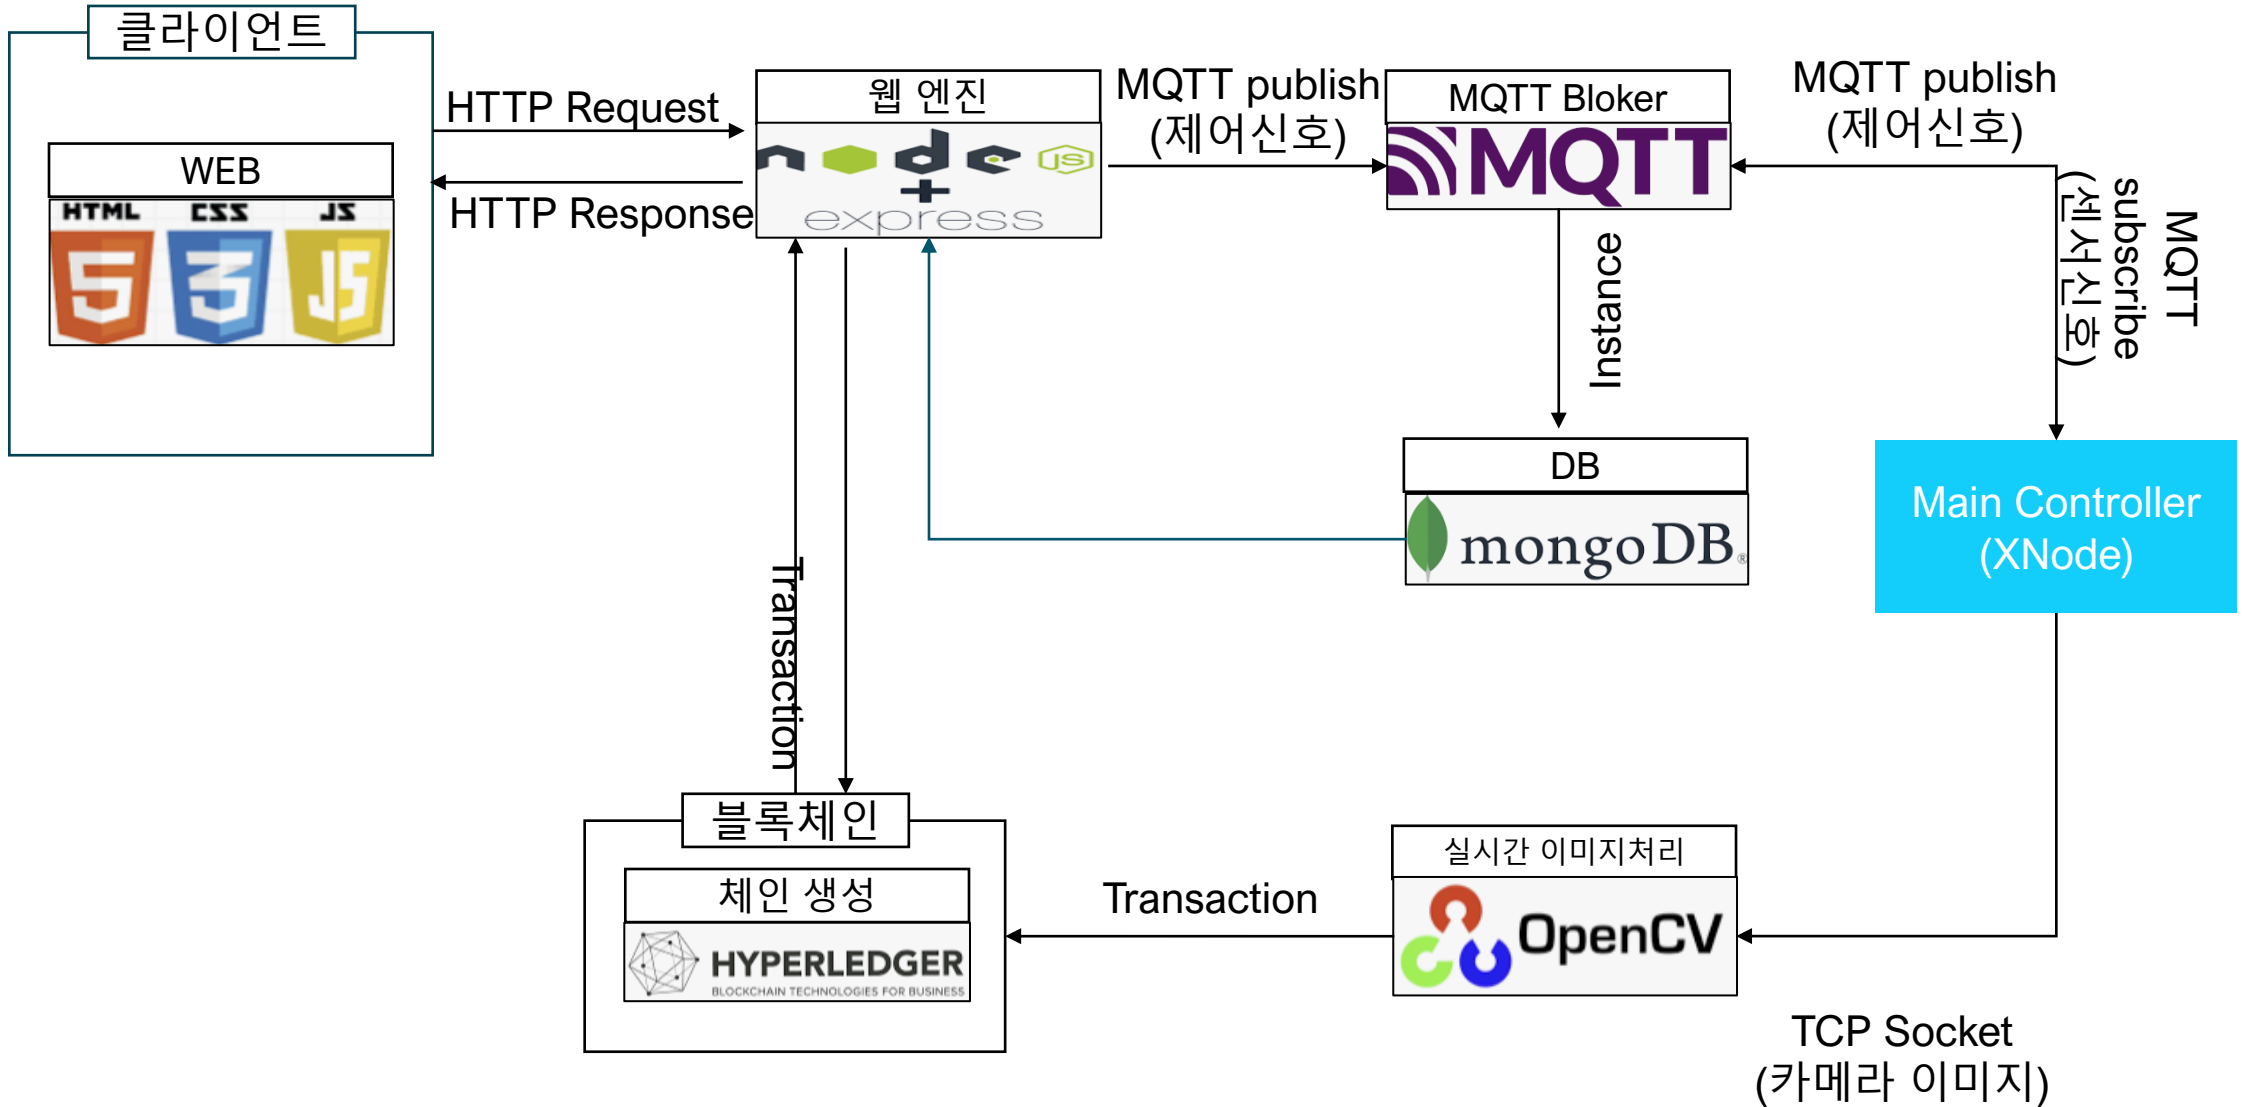 클라이언트
WEB
HTML CSS JS
5 3 JS
HTTP Request
HTTP Response
웹 엔진
node JS
+
express
MQTT publish
(제어신호)
MQTT Bloker
MQTT
MQTT publish
(제어신호)
MQTT
subscribe
(센서신호)
Instance
DB
mongoDB®
Main Controller
(XNode)
Transaction
블록체인
체인 생성
HYPERLEDGER
BLOCKCHAIN TECHNOLOGIES FOR BUSINESS
Transaction
실시간 이미지처리
OpenCV
TCP Socket
(카메라 이미지)